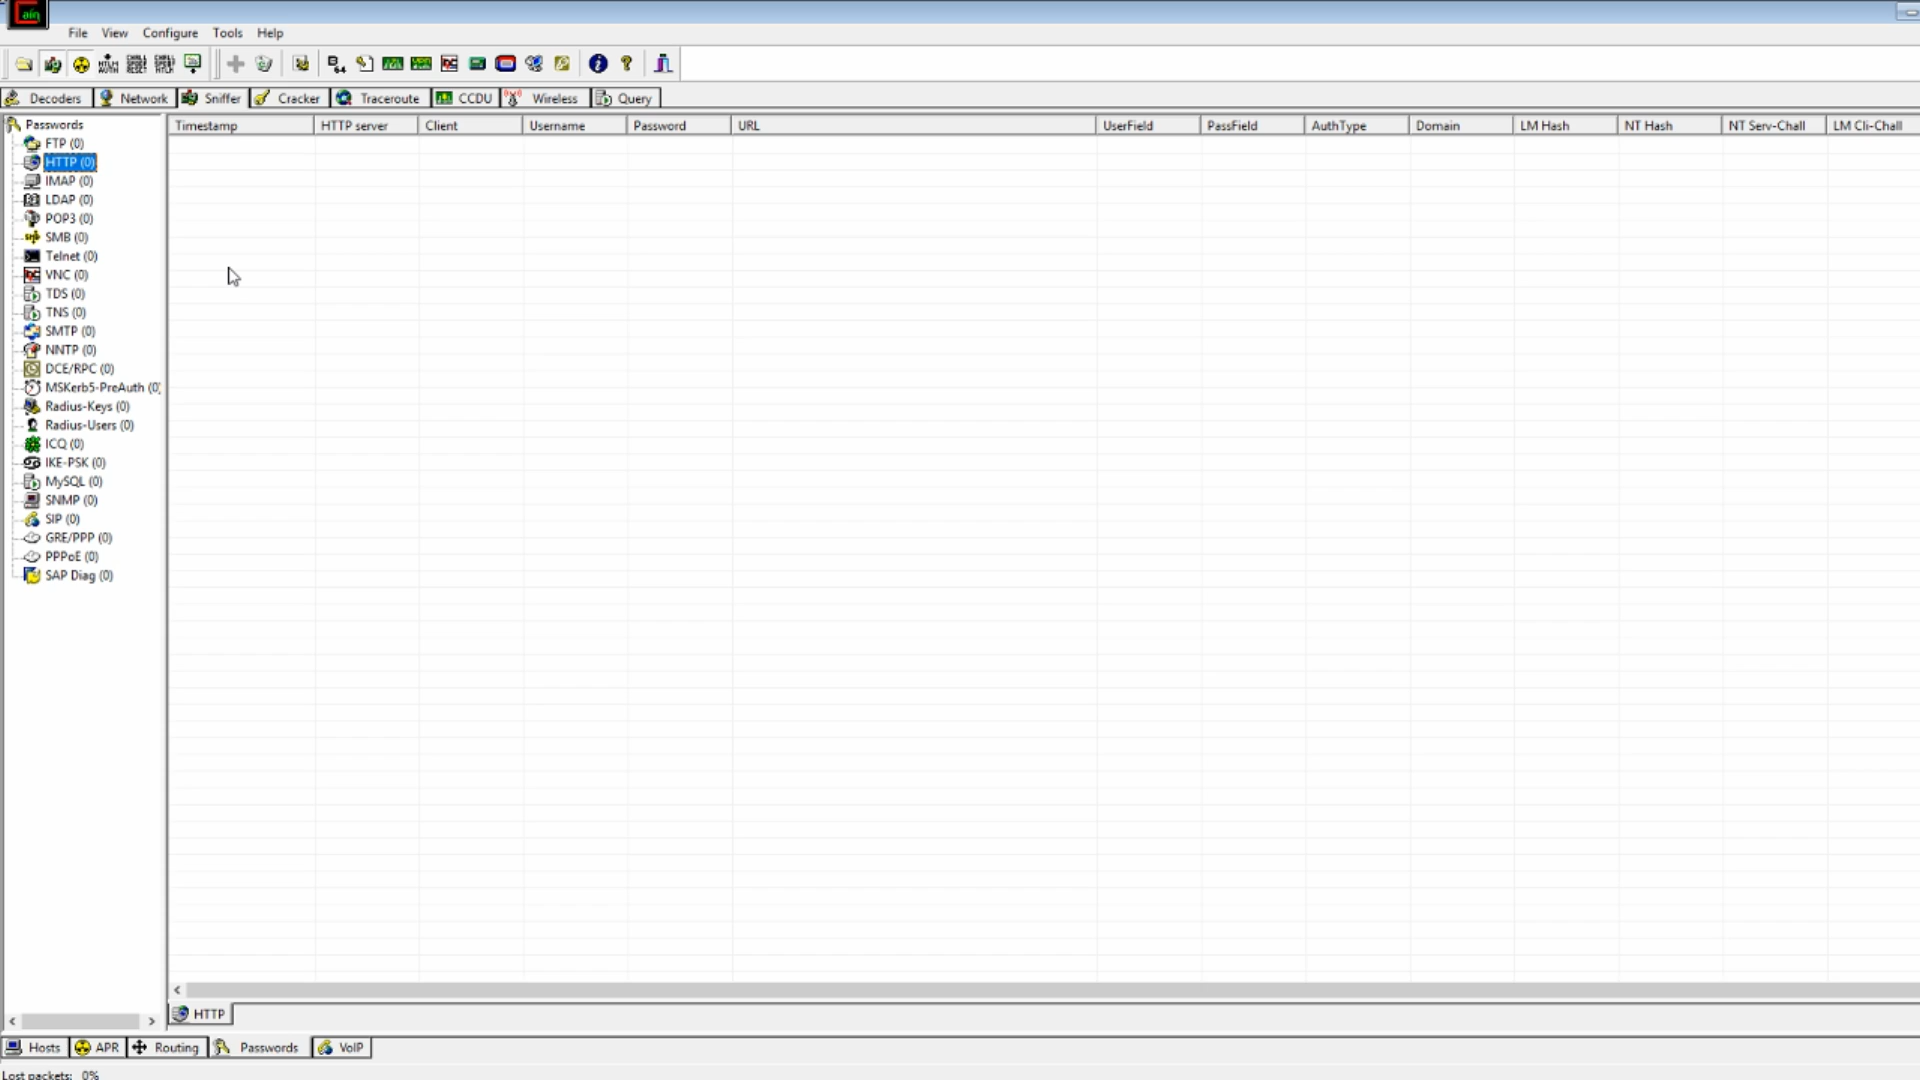 Cain
File View Configure Tools Help
Decoders Network Sniffer Cracker Traceroute CCDU Wireless Query
Passwords
Timestamp HTTP server Client Username Password URL UserField PassField AuthType Domain LM Hash NT Hash NT Serv-Chall LM Cli-Chall
FTP (0)
HTTP (0)
IMAP (0)
LDAP (0)
POP3 (0)
SMB (0)
Telnet (0)
VNC (0)
TDS (0)
TNS (0)
SMTP (0)
NNTP (0)
DCE/RPC (0)
MSKerb5-PreAuth (0)
Radius-Keys (0)
Radius-Users (0)
ICQ (0)
IKE-PSK (0)
MySQL (0)
SNMP (0)
SIP (0)
GRE/PPP (0)
PPPoE (0)
SAP Diag (0)
HTTP
Hosts APR Routing Passwords VoIP
Lost packets: 0%